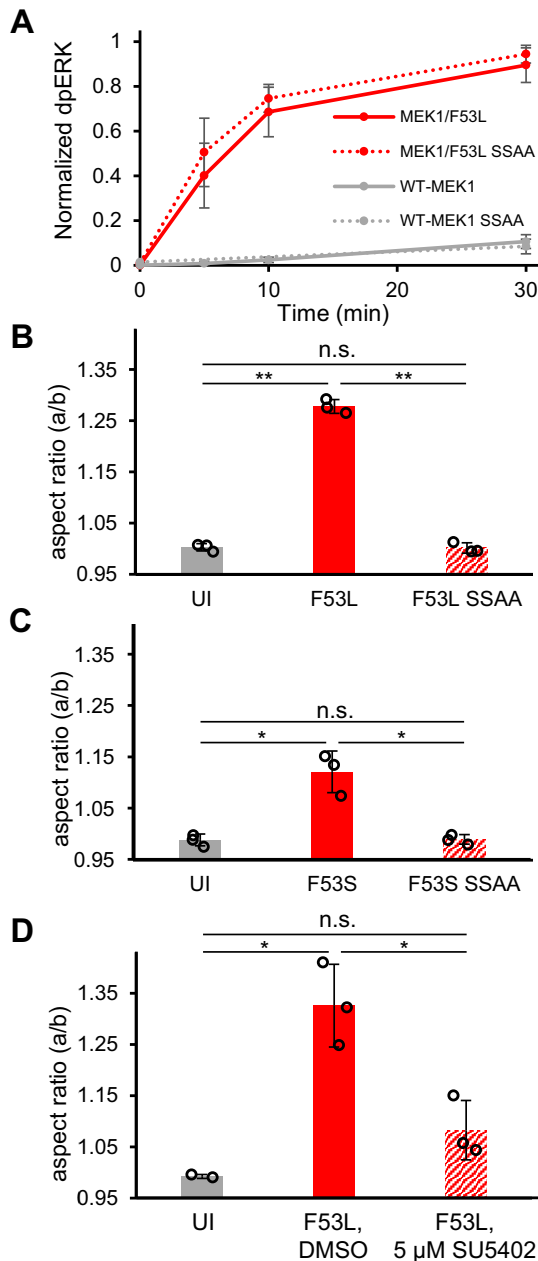 A
Normalized dpERK
1
0.8
0.6
0.4
0.2
0
MEK1/F53L
MEK1/F53L SSAA
WT-MEK1
WT-MEK1 SSAA
0 10 20 30
Time (min)
B
n.s.
** **
aspect ratio (a/b)
1.35
1.25
1.15
1.05
0.95
UI F53L F53L SSAA
C
n.s.
* *
aspect ratio (a/b)
1.35
1.25
1.15
1.05
0.95
UI F53S F53S SSAA
D
n.s.
* *
aspect ratio (a/b)
1.35
1.25
1.15
1.05
0.95
UI F53L, F53L,
DMSO 5 µM SU5402